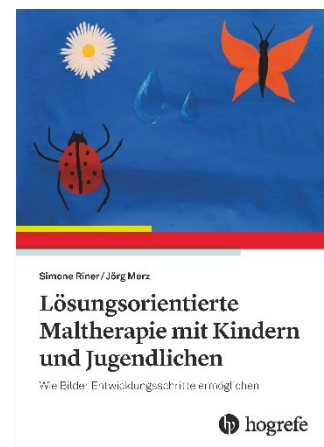 Simone Riner / Jörg Merz
Lösungsorientierte
Maltherapie mit Kindern
und Jugendlichen
Wie Bilder Entwicklungsschritte ermöglichen
hogrefe